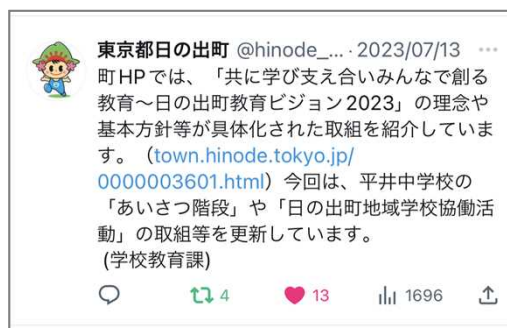 東京都日の出町 @hinode_... · 2023/07/13 ...
町HPでは、「共に学び支え合いみんなで創る
教育～日の出町教育ビジョン2023」の理念や
基本方針等が具体化された取組を紹介していま
す。（town.hinode.tokyo.jp/
0000003601.html）今回は、平井中学校の
「あいさつ階段」や「日の出町地域学校協働活
動」の取組等を更新しています。
(学校教育課)
4 13 1696